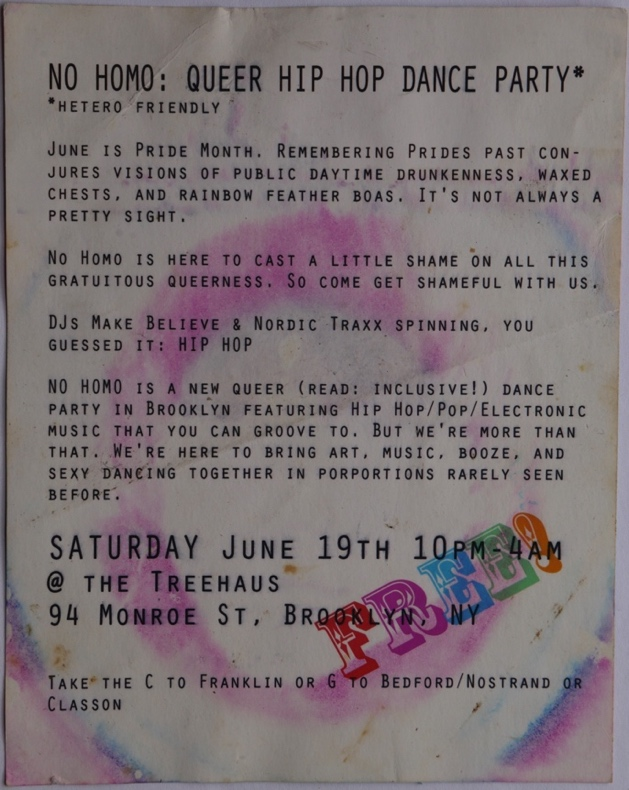 NO HOMO: QUEER HIP HOP DANCE PARTY*
*HETERO FRIENDLY
JUNE IS PRIDE MONTH. REMEMBERING PRIDES PAST CON-
JURES VISIONS OF PUBLIC DAYTIME DRUNKENNESS, WAXED
CHESTS, AND RAINBOW FEATHER BOAS. IT'S NOT ALWAYS A
PRETTY SIGHT.
NO HOMO IS HERE TO CAST A LITTLE SHAME ON ALL THIS
GRATUITOUS QUEERNESS. SO COME GET SHAMEFUL WITH US.
DJS MAKE BELIEVE & NORDIC TRAXX SPINNING, YOU
GUESSED IT: HIP HOP
NO HOMO IS A NEW QUEER (READ: INCLUSIVE!) DANCE
PARTY IN BROOKLYN FEATURING HIP HOP/POP/ELECTRONIC
MUSIC THAT YOU CAN GROOVE TO. BUT WE'RE MORE THAN
THAT. WE'RE HERE TO BRING ART, MUSIC, BOOZE, AND
SEXY DANCING TOGETHER IN PORPORTIONS RARELY SEEN
BEFORE.
SATURDAY JUNE 19TH 10PM-4AM
@ THE TREEHAUS
94 MONROE ST, BROOKLYN, NY
FREE!
TAKE THE C TO FRANKLIN OR G TO BEDFORD/NOSTRAND OR
CLASSON